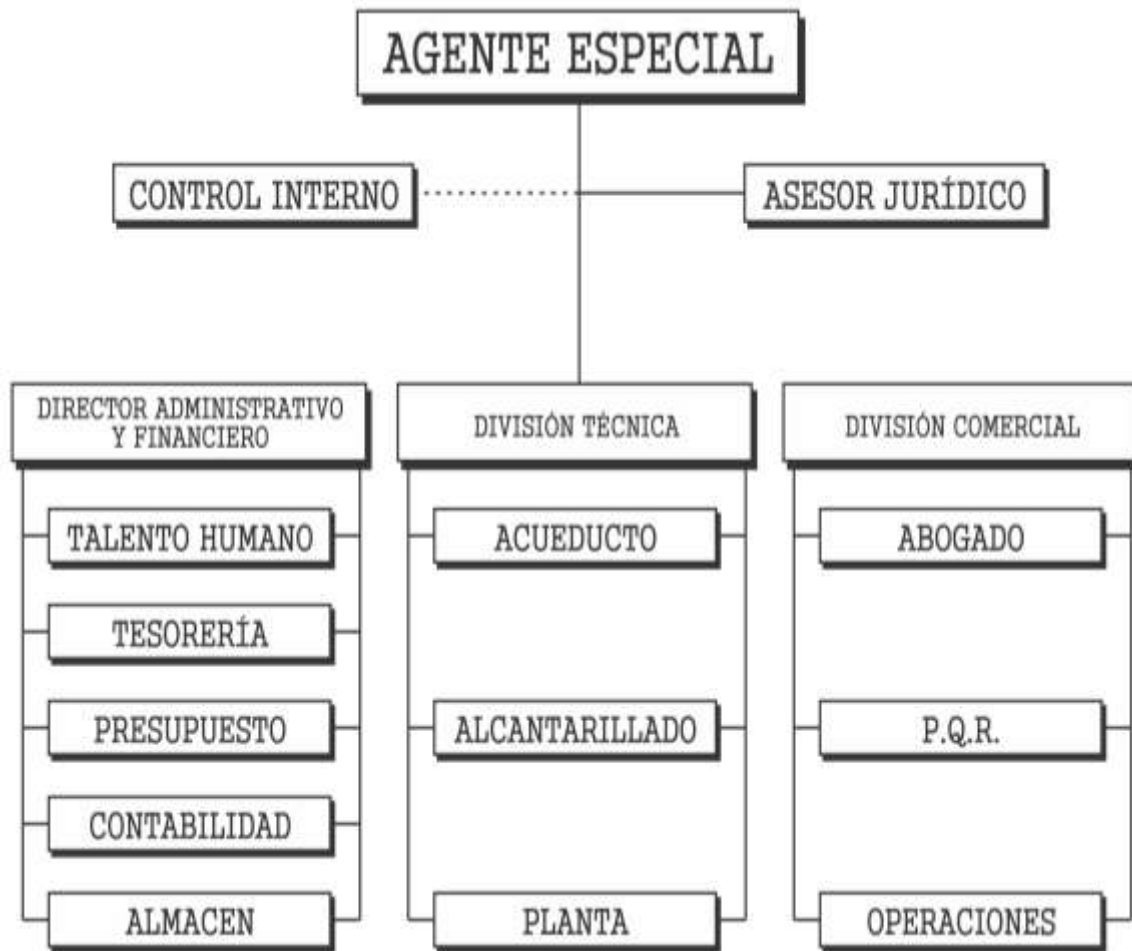 AGENTE ESPECIAL
CONTROL INTERNO
ASESOR JURÍDICO
DIRECTOR ADMINISTRATIVO
Y FINANCIERO
DIVISIÓN TÉCNICA
DIVISIÓN COMERCIAL
TALENTO HUMANO
ACUEDUCTO
ABOGADO
TESORERÍA
PRESUPUESTO
ALCANTARILLADO
P.Q.R.
CONTABILIDAD
ALMACEN
PLANTA
OPERACIONES